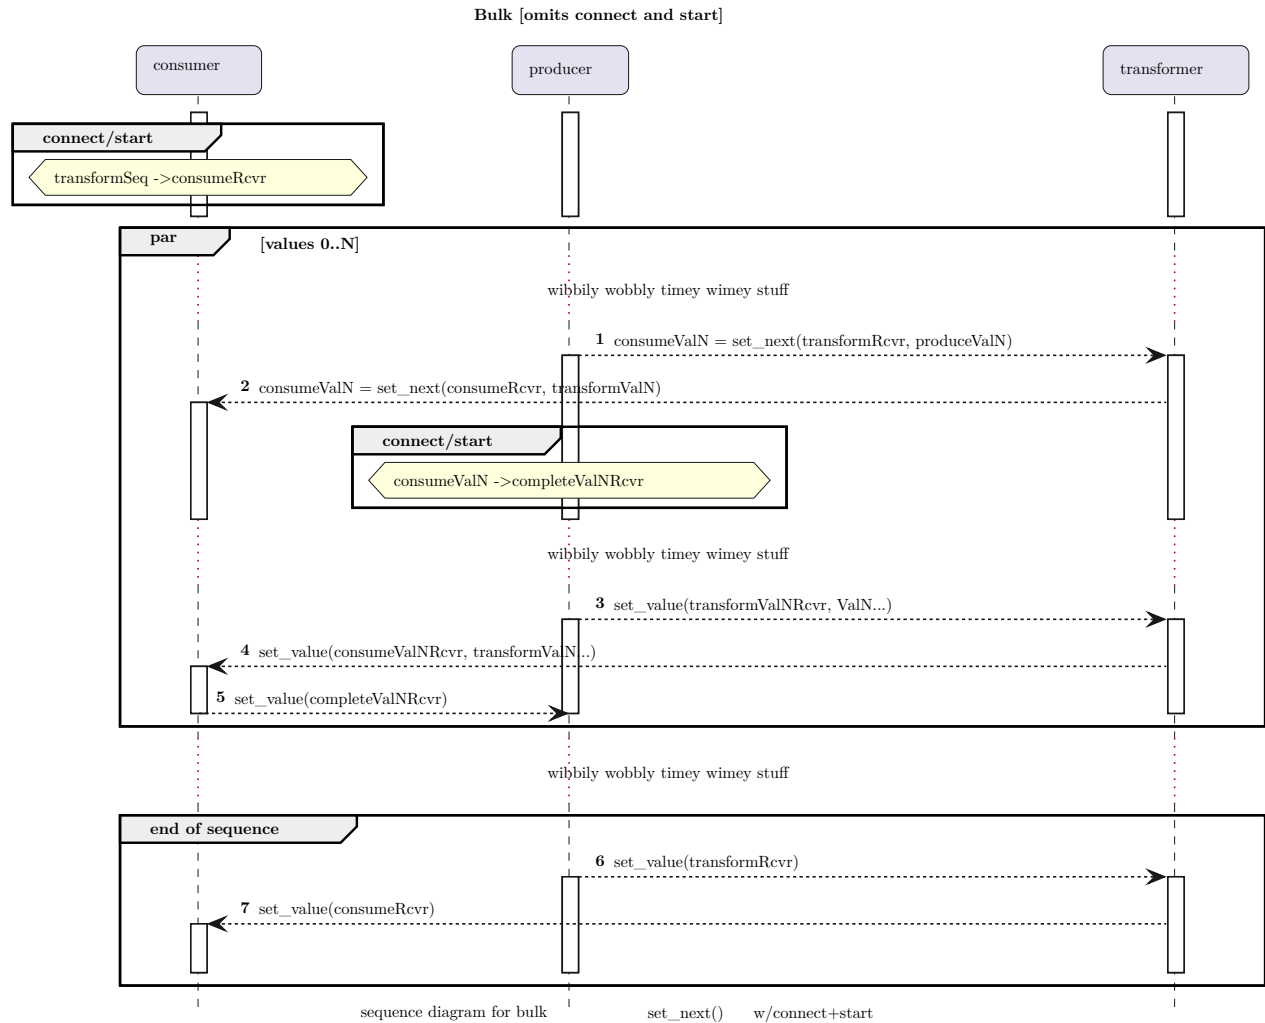 Bulk [omits connect and start]
consumer
producer
transformer
connect/start
transformSeq ->consumeRcvr
par
[values 0..N]
wibbily wobbly timey wimey stuff
1 consumeValN = set_next(transformRcvr, produceValN)
2 consumeValN = set_next(consumeRcvr, transformValN)
connect/start
consumeValN ->completeValNRcvr
wibbily wobbly timey wimey stuff
3 set_value(transformValNRcvr, ValN...)
4 set_value(consumeValNRcvr, transformValN...)
5 set_value(completeValNRcvr)
wibbily wobbly timey wimey stuff
end of sequence
6 set_value(transformRcvr)
7 set_value(consumeRcvr)
sequence diagram for bulk set_next() w/connect+start